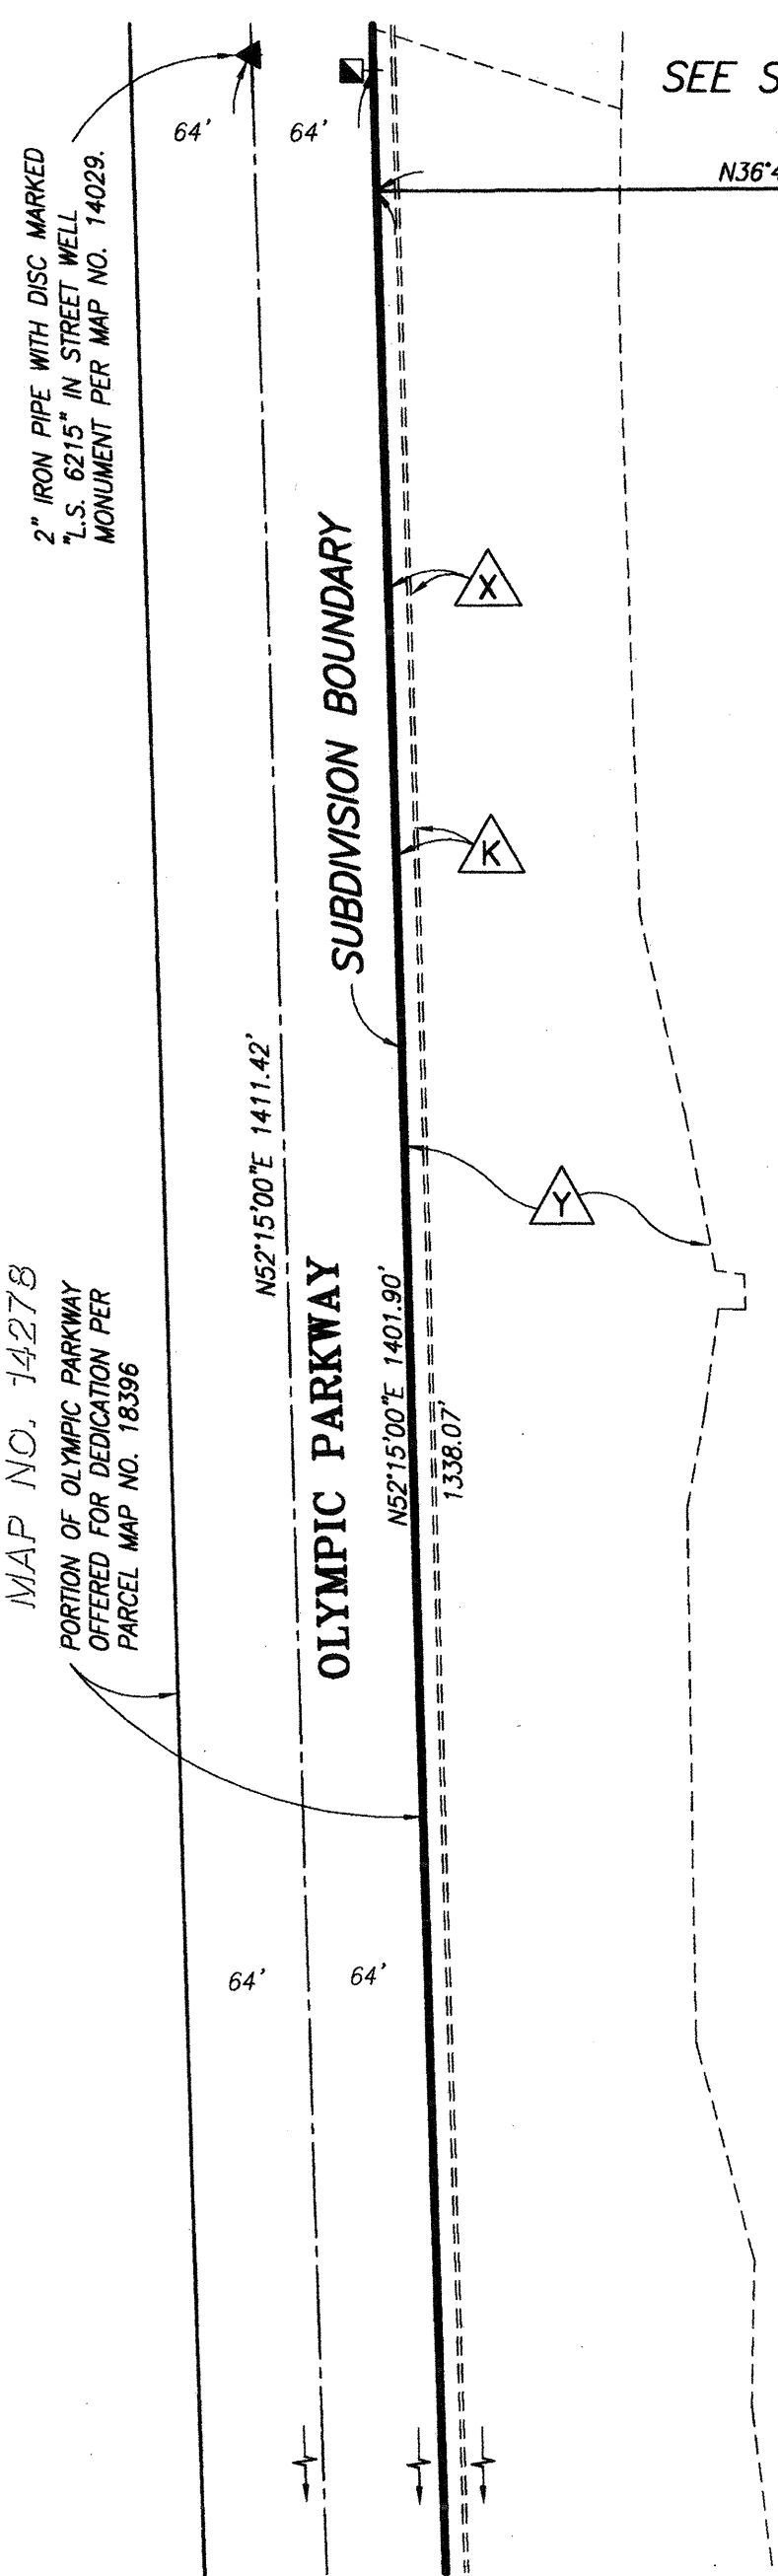 SEE S
N36°4
64'
64'
2" IRON PIPE WITH DISC MARKED
"L.S. 6215" IN STREET WELL
MONUMENT PER MAP NO. 14029.
SUBDIVISION BOUNDARY
X
K
N52°15'00"E 1411.42'
Y
MAP NO. 14278
PORTION OF OLYMPIC PARKWAY
OFFERED FOR DEDICATION PER
PARCEL MAP NO. 18396
OLYMPIC PARKWAY
N52°15'00"E 1401.90'
1338.07'
64'
64'